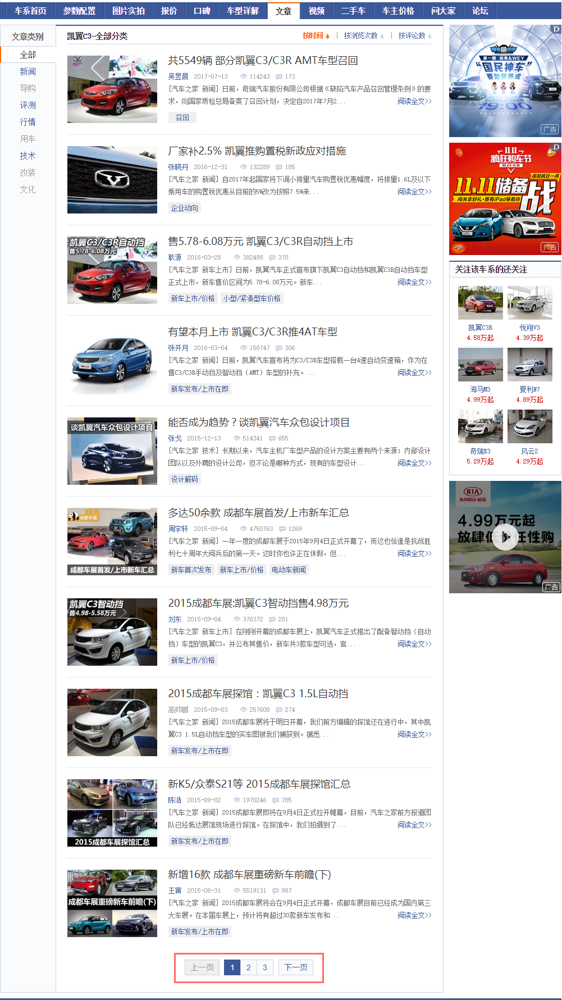 车系首页 参数配置 图片实拍 报价 口碑 车型详解 文章 视频 二手车 车主价格 问大家 论坛
文章类别
全部
新闻
导购
评测
行情
用车
技术
改装
文化
凯翼C3-全部分类
按时间 按浏览次数 按评论数
共5549辆 部分凯翼C3/C3R AMT车型召回
吴昱晨 2017-07-13 114243 173
[汽车之家 新闻] 日前，奇瑞汽车股份有限公司根据《缺陷汽车产品召回管理条例》的要
求，向国家质检总局备案了召回计划，决定自2017年7月2... 阅读全文>>
召回
厂家补2.5% 凯翼推购置税新政应对措施
张晓丹 2016-12-31 132289 185
[汽车之家 新闻] 自2017年起国家将下调小排量汽车购置税优惠幅度，将排量1.6L及以下
乘用车的购置税优惠从目前的5%改为按照7.5%来... 阅读全文>>
企业动向
凯翼C3/C3R自动挡
售5.78-6.08万元
售5.78-6.08万元 凯翼C3/C3R自动挡上市
耿源 2016-03-28 382498 370
[汽车之家 新车上市] 日前，凯翼汽车正式宣布旗下凯翼C3自动挡和凯翼C3R自动挡车型
正式上市，新车售价区间为5.78-6.08万元。新车... 阅读全文>>
新车上市/价格 小型/紧凑型车价格
有望本月上市 凯翼C3/C3R推4AT车型
张开月 2016-03-04 158747 306
[汽车之家 新闻] 日前，凯翼汽车宣布将为C3/C3R车型搭载一台4速自动变速箱，作为在
售C3/C3R手动挡及智动挡（AMT）车型的补充。... 阅读全文>>
新车发布/上市在即
谈凯翼汽车众包设计项目
能否成为趋势？谈凯翼汽车众包设计项目
张戈 2015-12-13 514341 655
[汽车之家 技术] 长期以来，汽车主机厂车型产品的设计方案主要有两个来源：内部设计
团队以及外聘的设计公司，但不论是哪种方式，现有的车型设计... 阅读全文>>
设计解码
2015
成都车展
成都车展首发/上市新车汇总
多达50余款 成都车展首发/上市新车汇总
周宇轩 2015-09-04 4750763 1269
[汽车之家 新闻] 一年一度的成都车展于2015年9月4日正式开幕了，而这也恰逢是抗战胜
利七十周年大阅兵后的第一天。这时你也许正在休假，但... 阅读全文>>
新车首次发布 新车上市/价格 电动车新闻
凯翼C3智动挡
售4.98-5.58万元
2015成都车展:凯翼C3智动挡售4.98万元
刘东 2015-09-04 376372 281
[汽车之家 新车上市] 在刚刚开幕的成都车展上，凯翼汽车正式推出了配备智动挡（自动
挡）车型的凯翼C3，并公布其售价，新车共3款车型可选，官... 阅读全文>>
新车上市/价格
2015成都车展探馆：凯翼C3 1.5L自动挡
高帅鹏 2015-09-03 257608 274
[汽车之家 新闻] 2015成都车展将于明日开幕，我们前方编辑的探馆还在进行中，其中凯
翼C3 1.5L自动挡车型的实车图被我们捕获到。据悉... 阅读全文>>
新车发布/上市在即
2015成都车展探馆汇总
新K5/众泰S21等 2015成都车展探馆汇总
陈浩 2015-09-02 1970246 785
[汽车之家 新闻] 2015成都车展即将在9月4日正式拉开帷幕，目前，汽车之家前方报道团
队已经抵达展馆现场进行探馆。在探馆中，我们拍摄到了... 阅读全文>>
新车发布/上市在即
成都车展重磅新车前瞻(下)
新增16款 成都车展重磅新车前瞻(下)
王寅 2015-08-31 5519131 987
[汽车之家 新闻] 2015成都车展将会在9月4日正式开幕，成都车展目前已经成为国内第三
大车展。在本届车展上，预计将有超过30款新车发布和... 阅读全文>>
新车发布/上市在即
上一页 1 2 3 下一页
第一期 哈弗&WEY
“国民神车”
要如何养成
19:00
广告
11.11
疯狂购车节
提前疯狂一周
11.11储备战
闯关拿好礼·更有iPad等着你
广告
关注该车系的还关注
凯翼C3R 悦翔V3
4.58万起 4.39万起
海马M3 夏利N7
4.99万起 4.89万起
奇瑞E3 风云2
5.29万起 4.29万起
KIA
东风悦达·起亚
4.99万元起
放肆低 任性购
广告